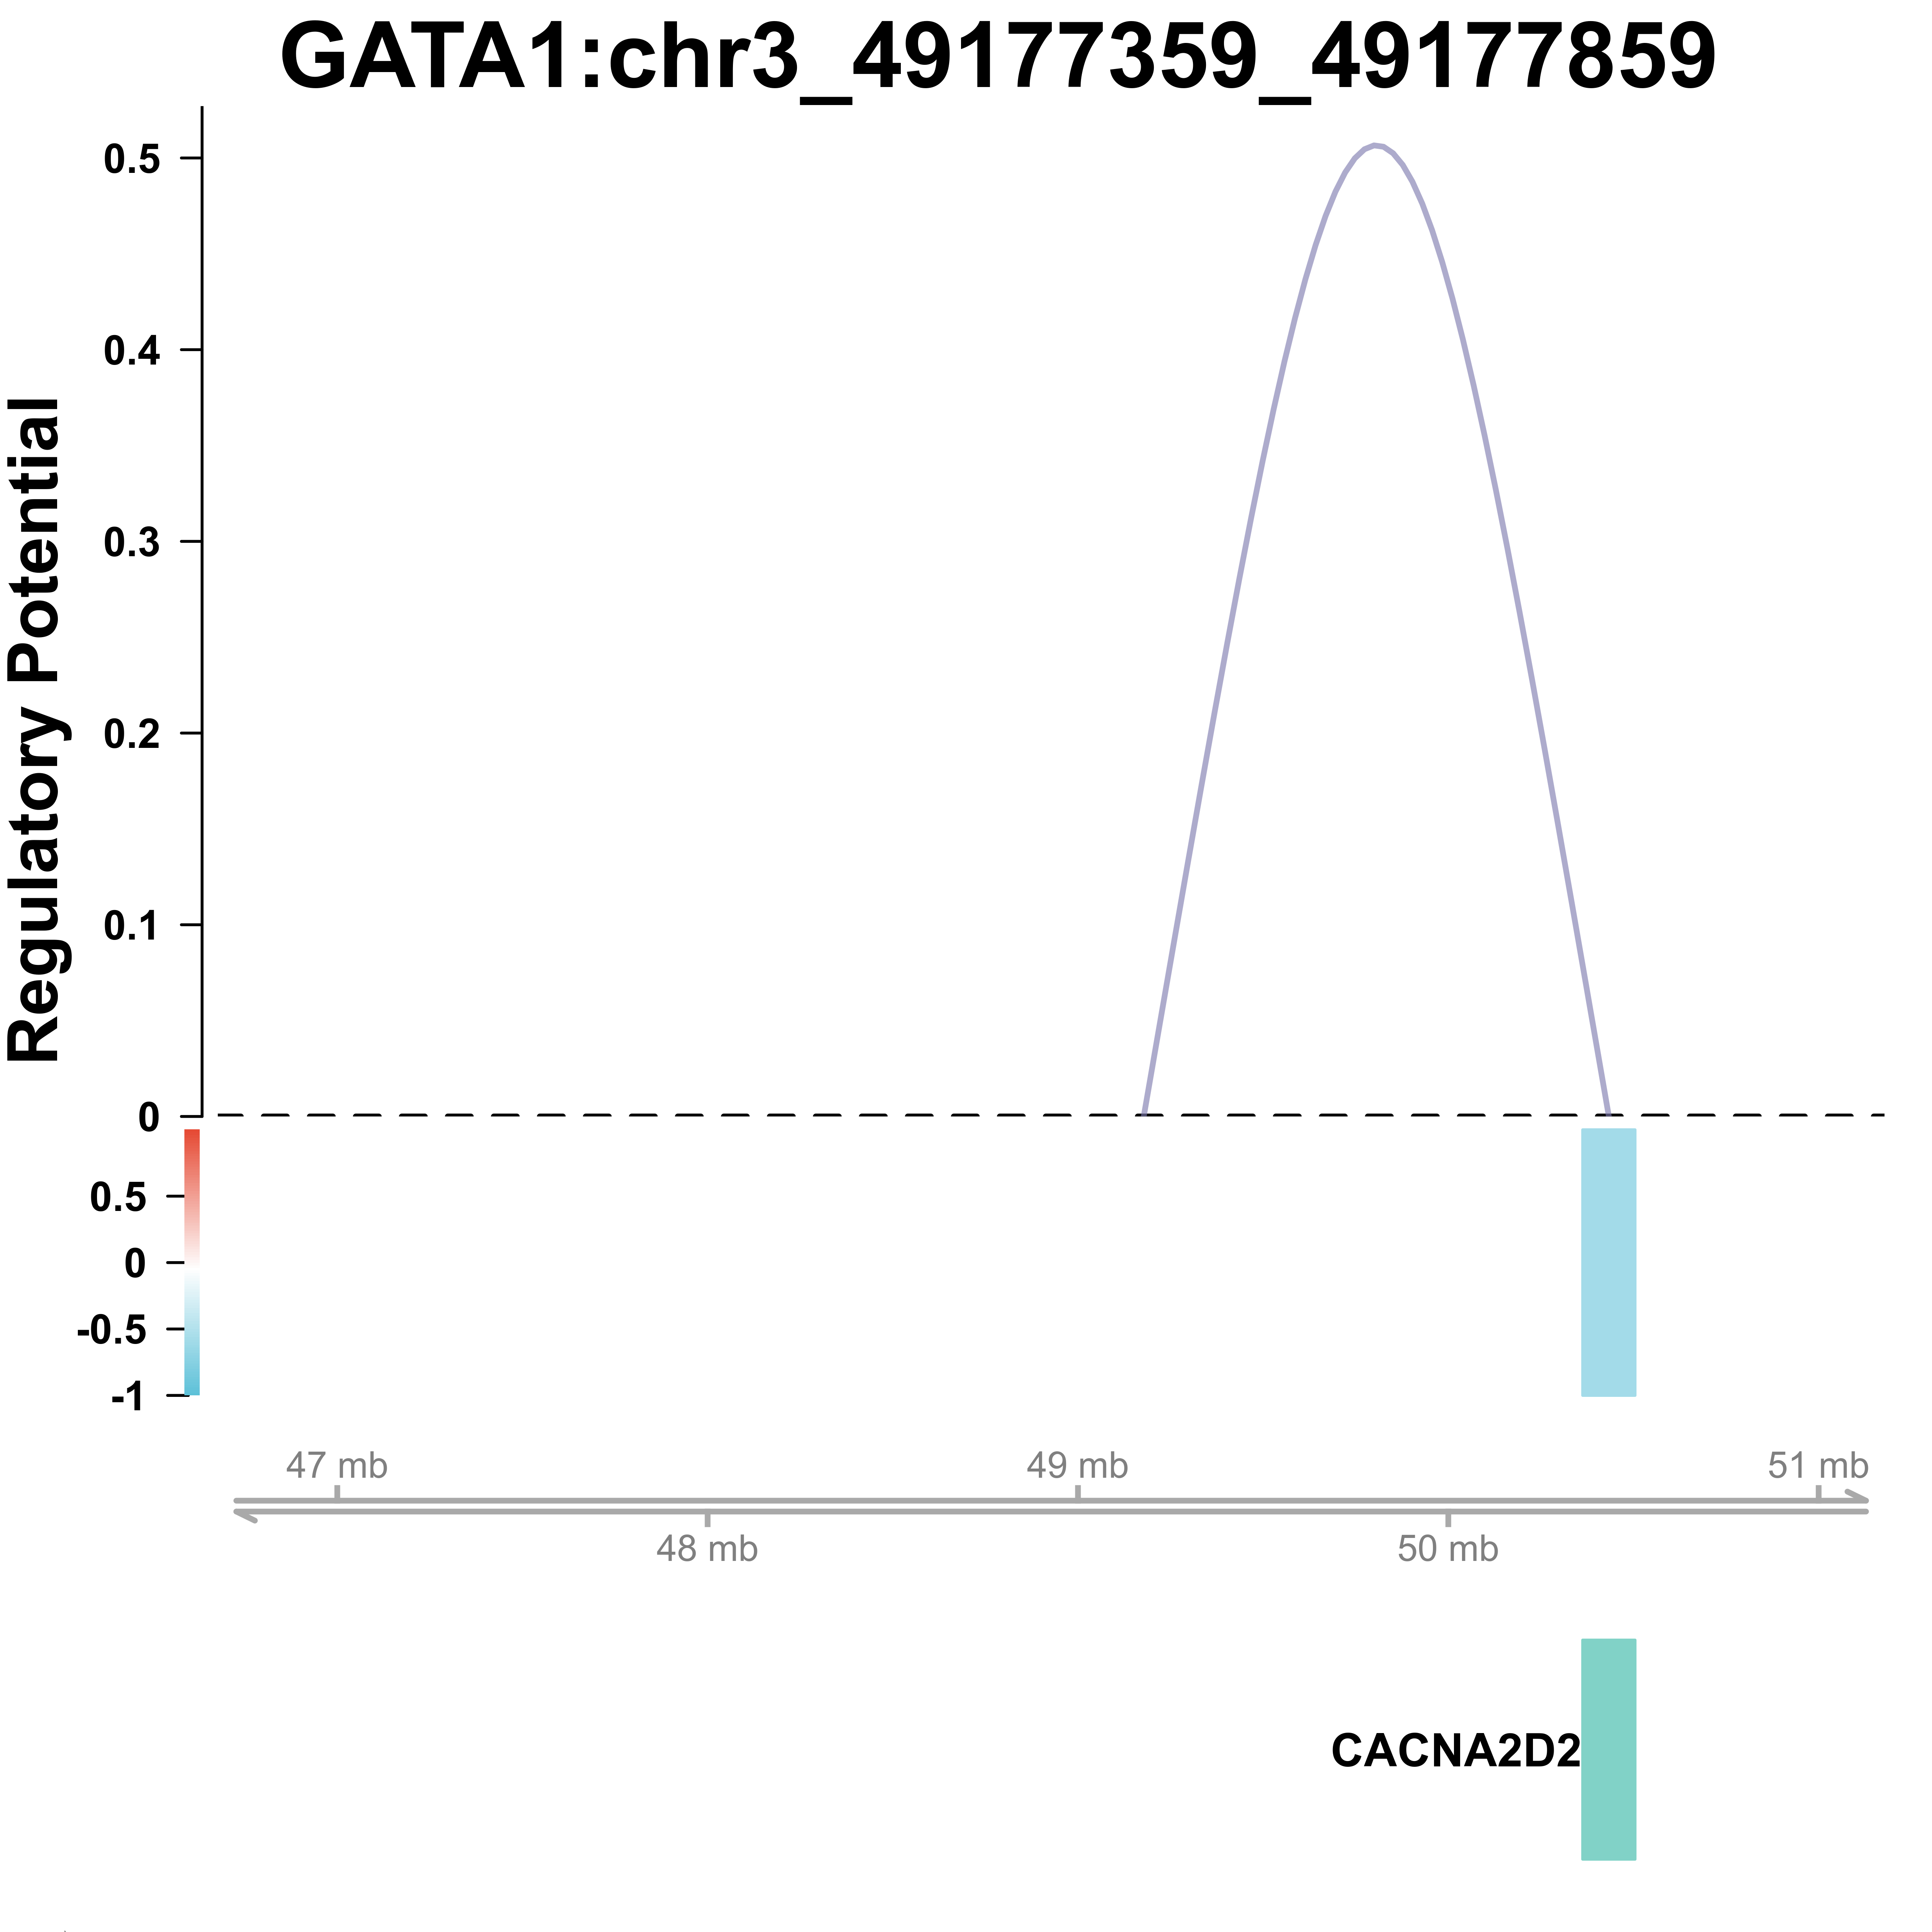 GATA1:chr3_49177359_49177859
0.5
0.4
0.3
0.2
0.1
0
Regulatory Potential
0.5
0
-0.5
-1
47 mb
49 mb
51 mb
48 mb
50 mb
CACNA2D2